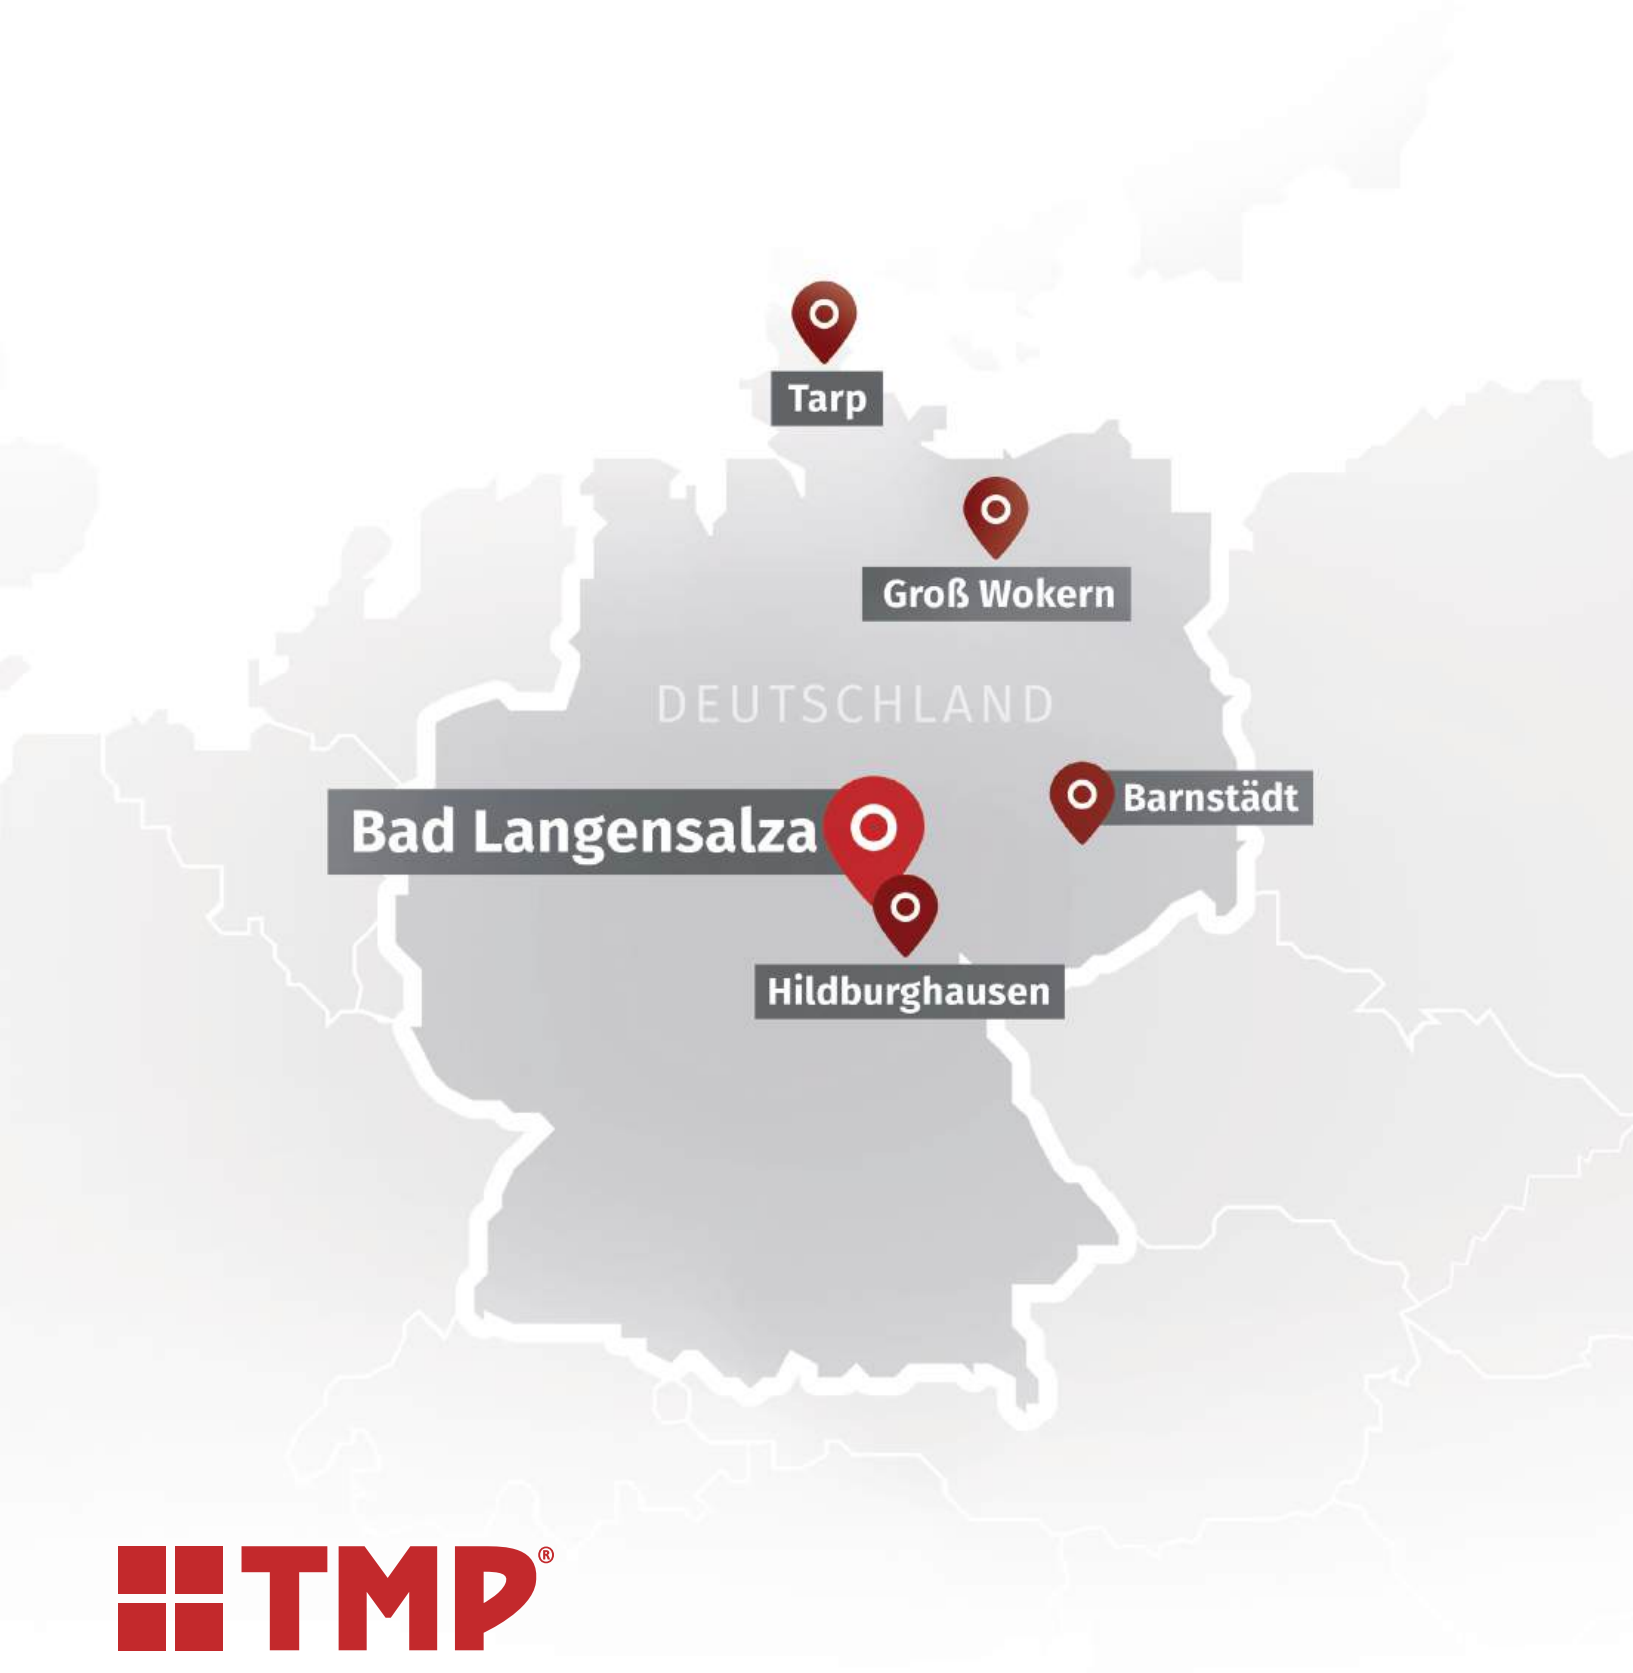 Tarp
Groß Wokern
DEUTSCHLAND
Barnstädt
Bad Langensalza
Hildburghausen
TMP®